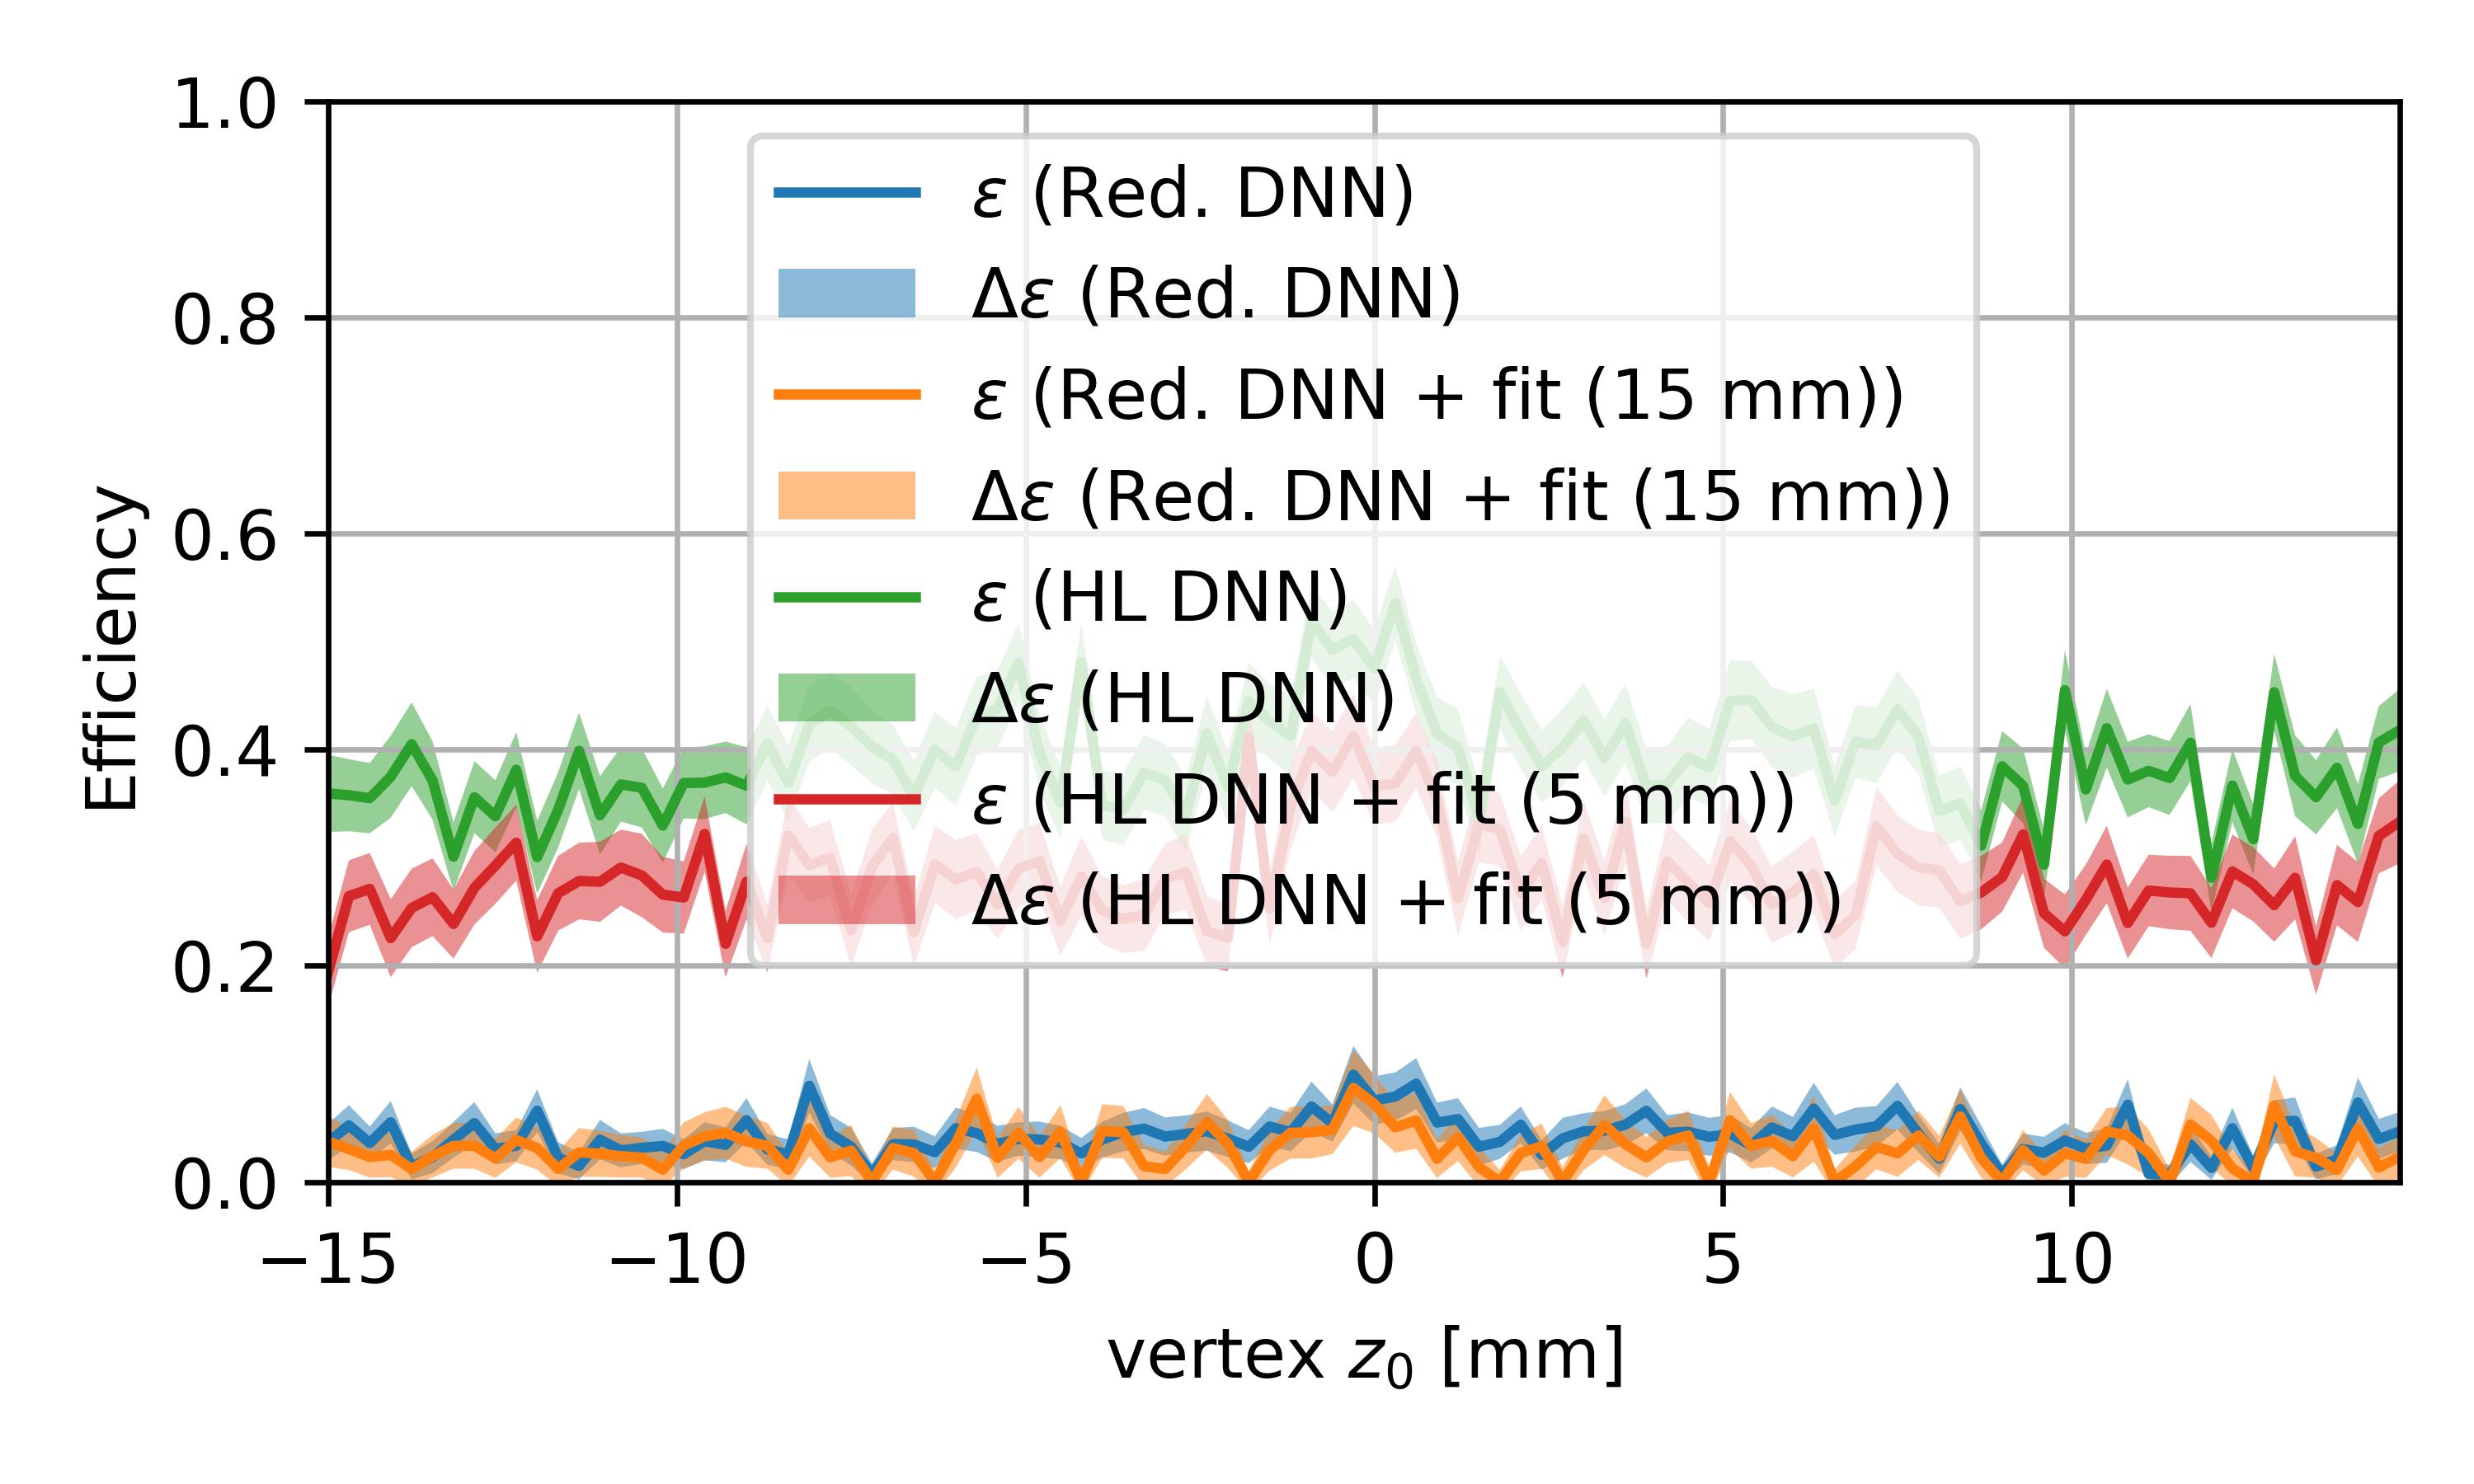 1.0
0.8
0.6
0.4
0.2
0.0
Efficiency
ε (Red. DNN)
Δε (Red. DNN)
ε (Red. DNN + fit (15 mm))
Δε (Red. DNN + fit (15 mm))
ε (HL DNN)
Δε (HL DNN)
ε (HL DNN + fit (5 mm))
Δε (HL DNN + fit (5 mm))
−15 −10 −5 0 5 10
vertex z₀ [mm]